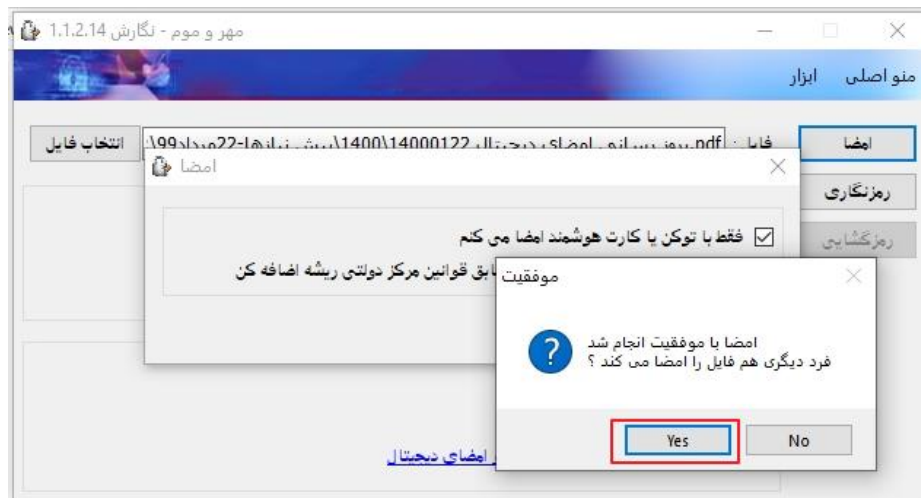 مهر و موم - نگارش 1.1.2.14
منو اصلی ابزار
امضا
فایل :
انتخاب فایل
رمزنگاری
رمزگشایی
امضا
فقط با توکن یا کارت هوشمند امضا می کنم
ابق قوانین مرکز دولتی ریشه اضافه کن
موفقیت
امضا با موفقیت انجام شد
فرد دیگری هم فایل را امضا می کند ؟
Yes No
امضای دیجیتال